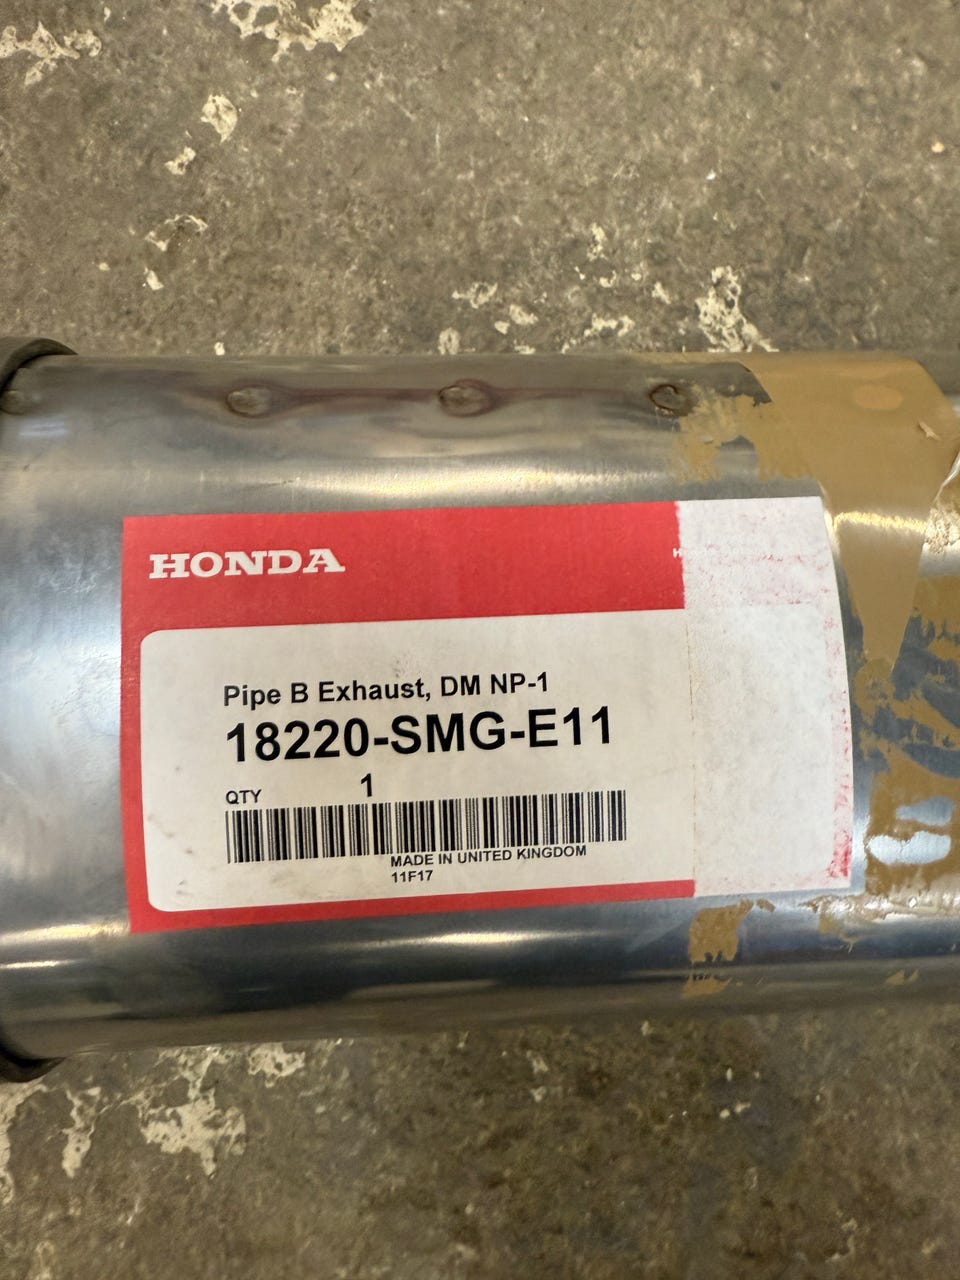 HONDA
Pipe B Exhaust, DM NP-1
18220-SMG-E11
QTY 1
MADE IN UNITED KINGDOM
11F17